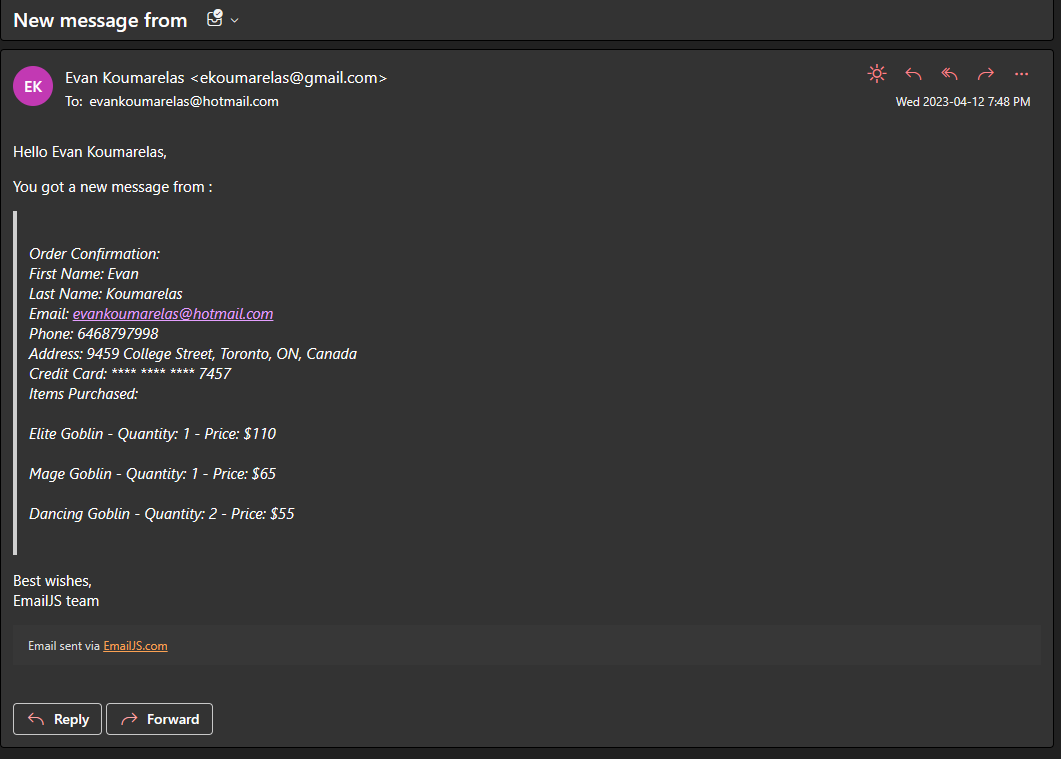 New message from
EK
Evan Koumarelas <ekoumarelas@gmail.com>
To: evankoumarelas@hotmail.com
Wed 2023-04-12 7:48 PM
Hello Evan Koumarelas,
You got a new message from :
Order Confirmation:
First Name: Evan
Last Name: Koumarelas
Email: evankoumarelas@hotmail.com
Phone: 6468797998
Address: 9459 College Street, Toronto, ON, Canada
Credit Card: **** **** **** 7457
Items Purchased:
Elite Goblin - Quantity: 1 - Price: $110
Mage Goblin - Quantity: 1 - Price: $65
Dancing Goblin - Quantity: 2 - Price: $55
Best wishes,
EmailJS team
Email sent via EmailJS.com
Reply Forward